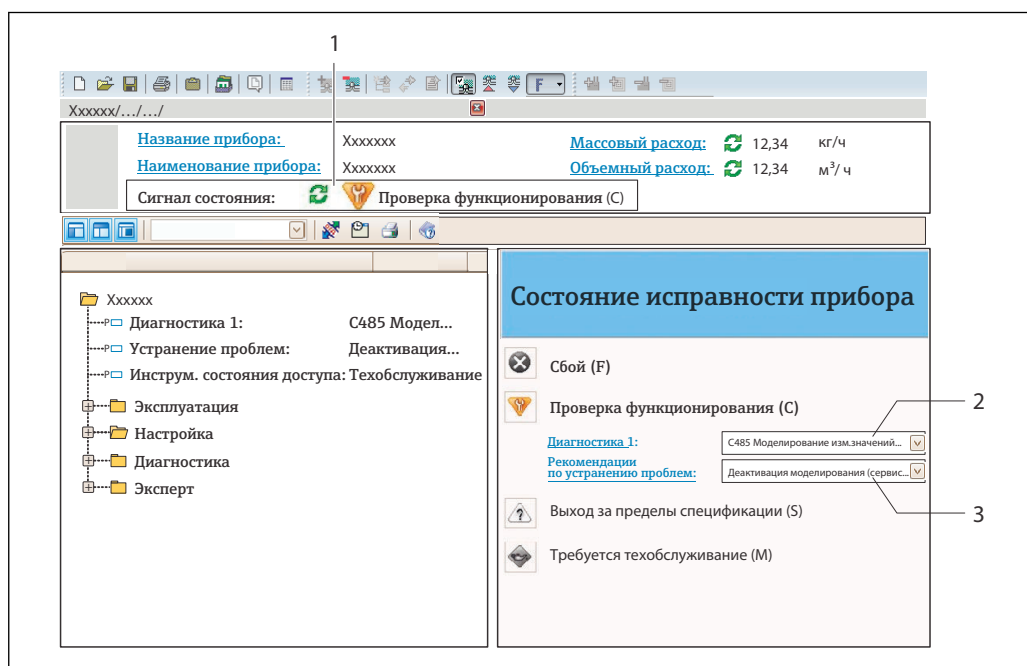 1
F
Xxxxxx/.../.../
Название прибора: Xxxxxxx Массовый расход: 12,34 кг/ч
Наименование прибора: Xxxxxxx Объемный расход: 12,34 м³/ ч
Сигнал состояния: Проверка функционирования (C)
Xxxxxx
P Диагностика 1: C485 Модел...
P Устранение проблем: Деактивация...
P Инструм. состояния доступа: Техобслуживание
Эксплуатация
Настройка
Диагностика
Эксперт
Состояние исправности прибора
Сбой (F)
Проверка функционирования (C)
2
Диагностика 1: C485 Моделирование изм.значений...
Рекомендации
по устранению проблем: Деактивация моделирования (сервис...
3
Выход за пределы спецификации (S)
Требуется техобслуживание (M)